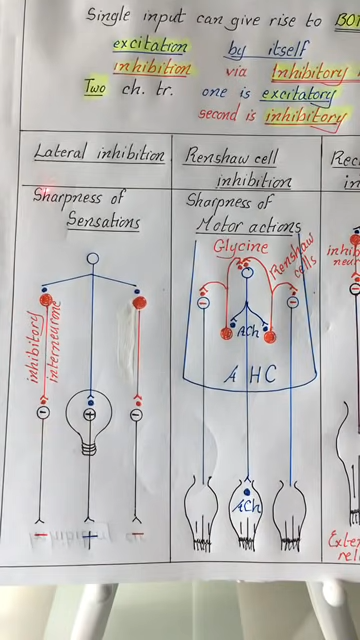 Single input can give rise to
excitation by itself
inhibition via Inhibitory
Two ch. tr. one is excitatory
second is inhibitory
Lateral inhibition
Sharpness of
Sensations
inhibitory
interneurone
+
Renshaw cell
inhibition
Sharpness of
Motor actions
Glycine
Renshaw
cells
ACh
AHC
ACh